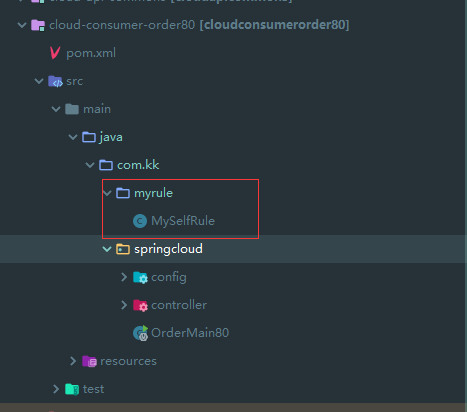 cloud-consumer-order80 [cloudconsumerorder80]
pom.xml
src
main
java
com.kk
myrule
MySelfRule
springcloud
config
controller
OrderMain80
resources
test